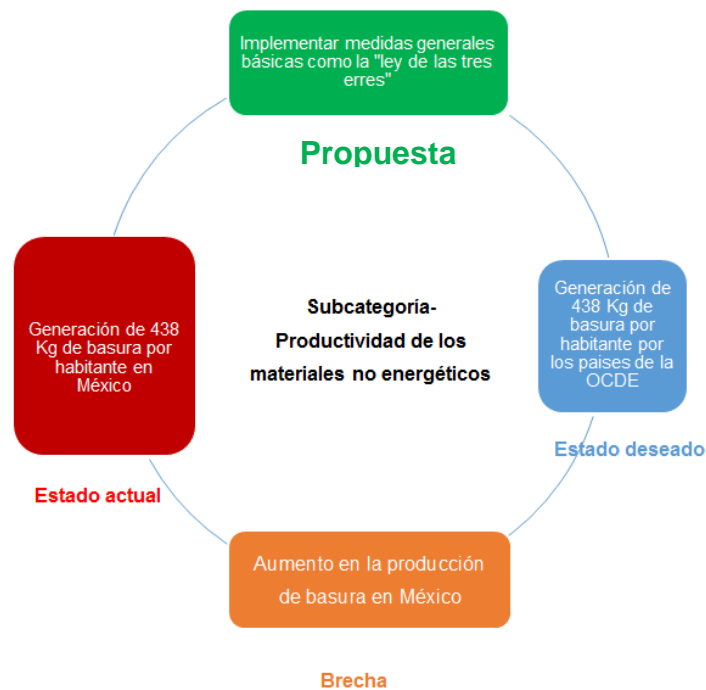 Implementar medidas generales
básicas como la "ley de las tres
erres"
Propuesta
Generación de 438
Kg de basura por
habitante en
México
Estado actual
Subcategoría-
Productividad de los
materiales no energéticos
Generación de
438 Kg de
basura por
habitante por
los paises de la
OCDE
Estado deseado
Aumento en la producción
de basura en México
Brecha